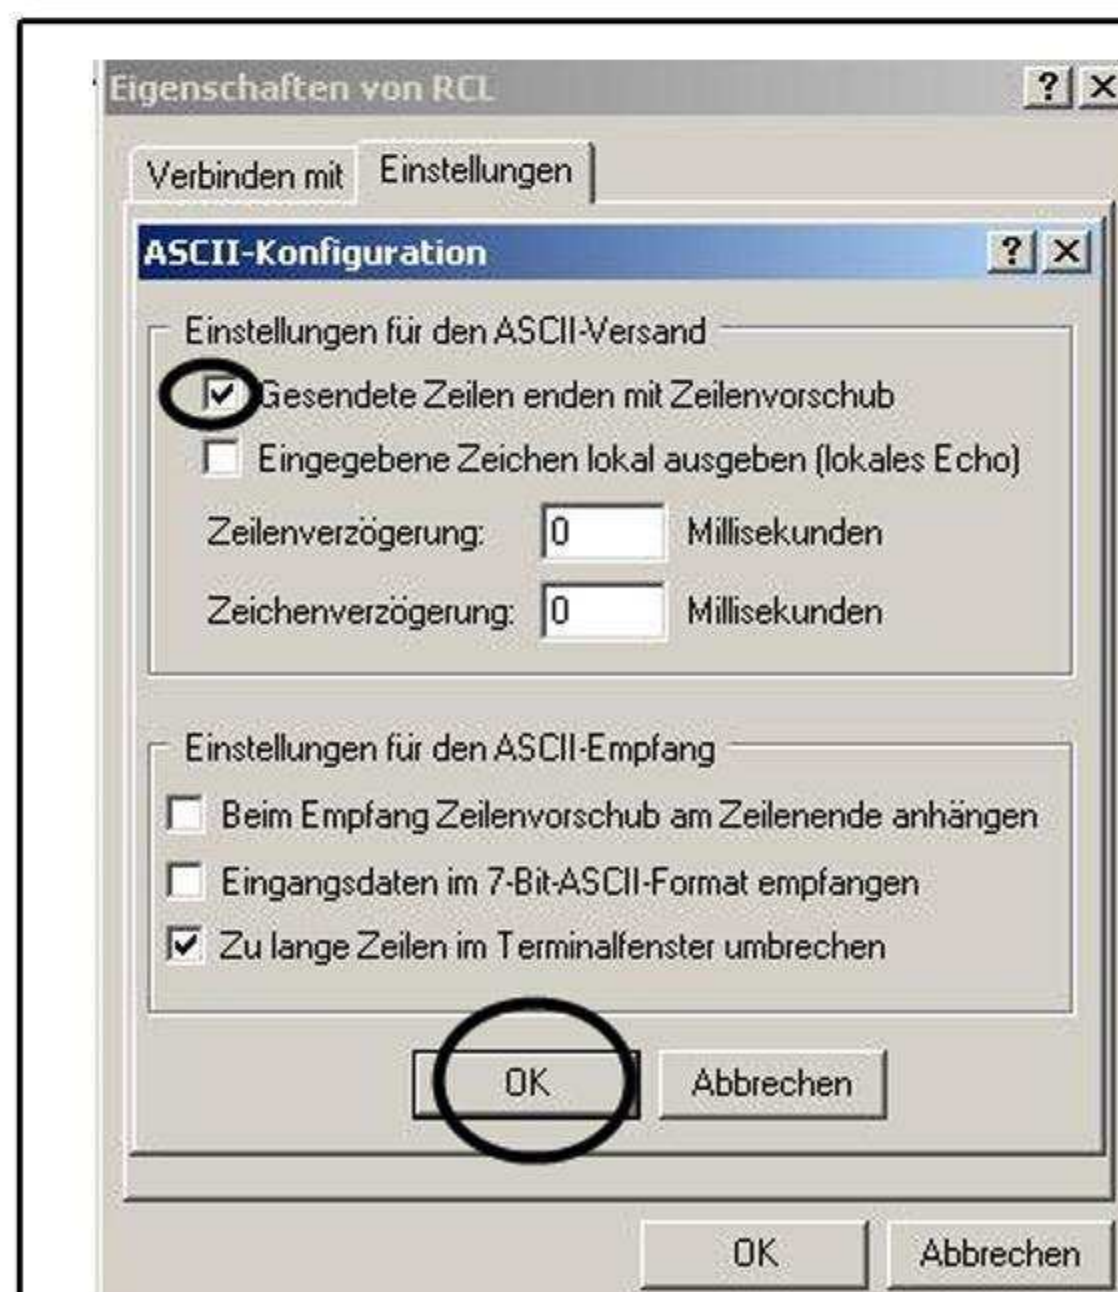 Eigenschaften von RCL
Verbinden mit Einstellungen
ASCII-Konfiguration
Einstellungen für den ASCII-Versand
Gesendete Zeilen enden mit Zeilenvorschub
Eingegebene Zeichen lokal ausgeben (lokales Echo)
Zeilenverzögerung: 0 Millisekunden
Zeichenverzögerung: 0 Millisekunden
Einstellungen für den ASCII-Empfang
Beim Empfang Zeilenvorschub am Zeilenende anhängen
Eingangsdaten im 7-Bit-ASCII-Format empfangen
Zu lange Zeilen im Terminalfenster umbrechen
OK Abbrechen
OK Abbrechen